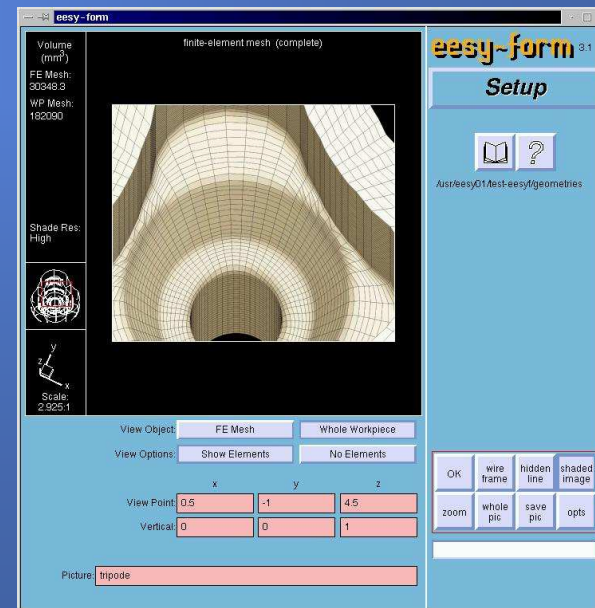 eesy-form
Volume
(mm³)
FE Mesh:
30348.3
WP Mesh:
182090
Shade Res:
High
y
z
x
Scale:
2.925:1
finite-element mesh (complete)
View Object: FE Mesh Whole Workpiece
View Options: Show Elements No Elements
x y z
View Point: 0.5 -1 4.5
Vertical: 0 0 1
Picture: tripode
eesy-form 3.1
Setup
?
/usr/eesy01/test-eesyf/geometries
OK wire frame hidden line shaded image
zoom whole pic save pic opts